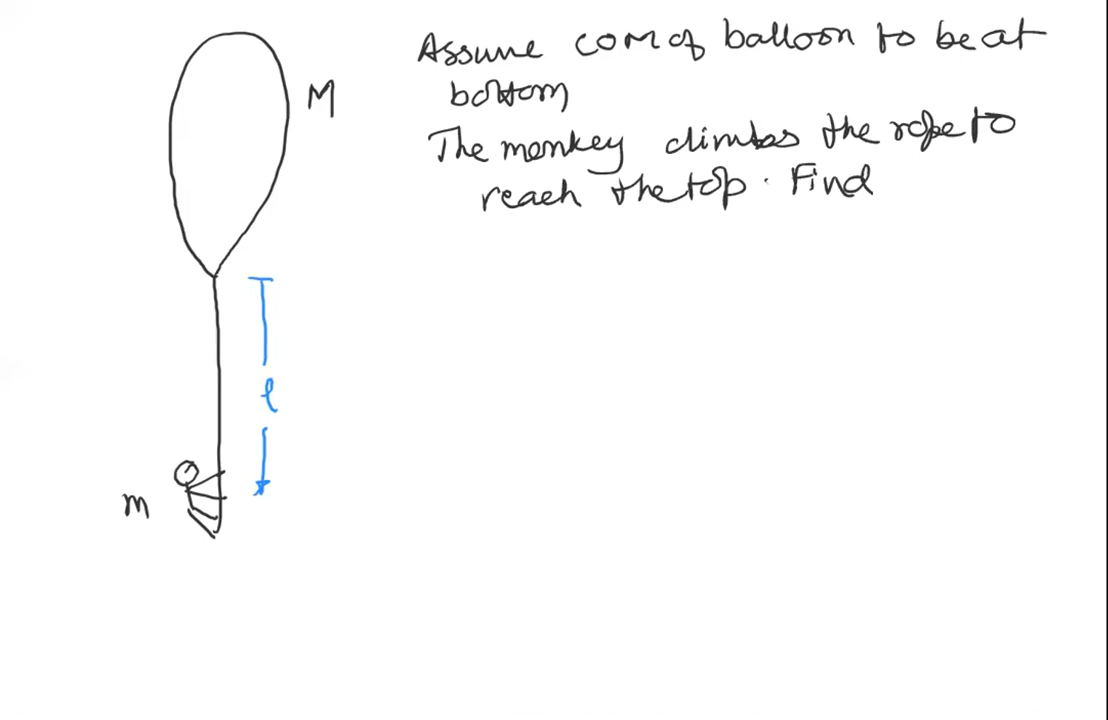 Assume COM of balloon to be at
bottom
M
The monkey climbs the rope to
reach the top. Find
l
m